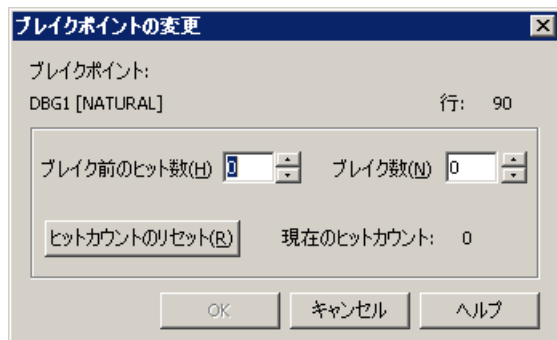 ブレイクポイントの変更
ブレイクポイント:
DBG1 [NATURAL] 行: 90
ブレイク前のヒット数(H) 0 ブレイク数(N) 0
ヒットカウントのリセット(R) 現在のヒットカウント: 0
OK キャンセル ヘルプ